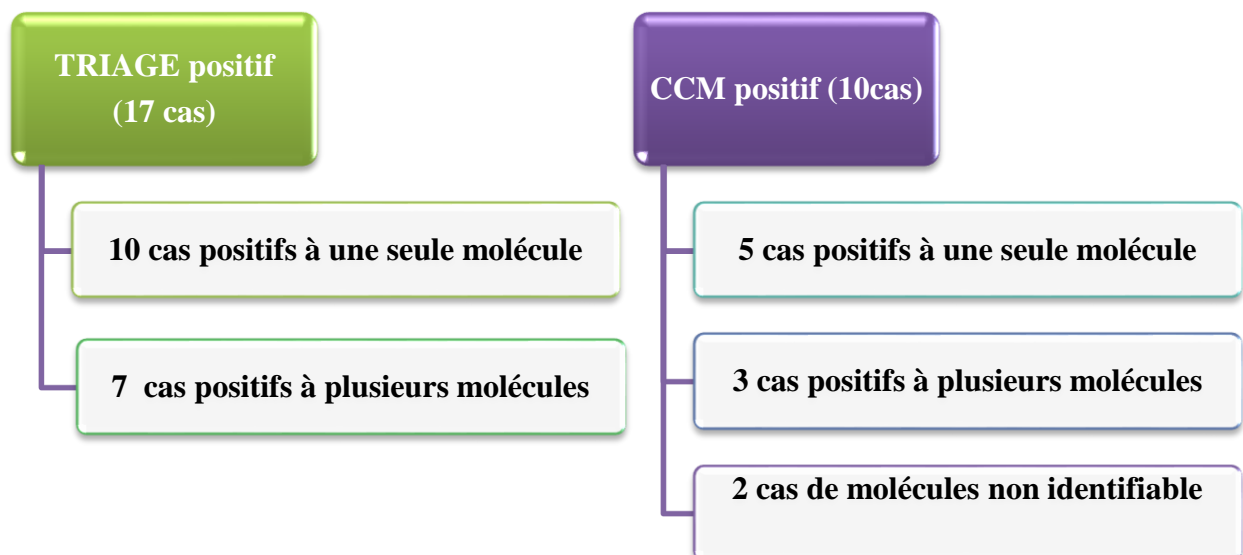 TRIAGE positif
(17 cas)
10 cas positifs à une seule molécule
7 cas positifs à plusieurs molécules
CCM positif (10cas)
5 cas positifs à une seule molécule
3 cas positifs à plusieurs molécules
2 cas de molécules non identifiable